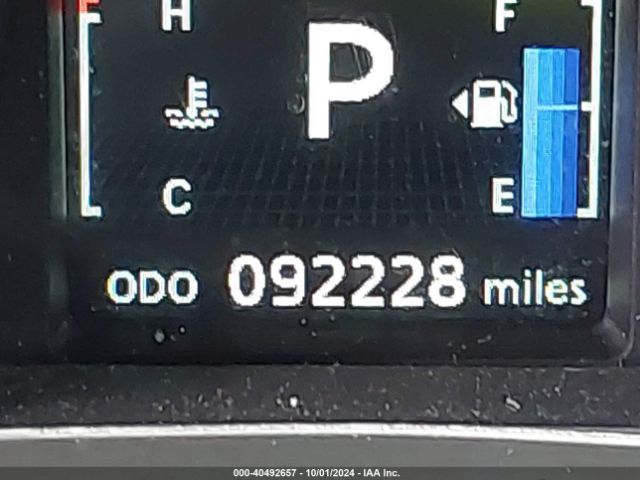 H F
P
C E
ODO 092228 miles
000-40492657 - 10/01/2024 - IAA Inc.